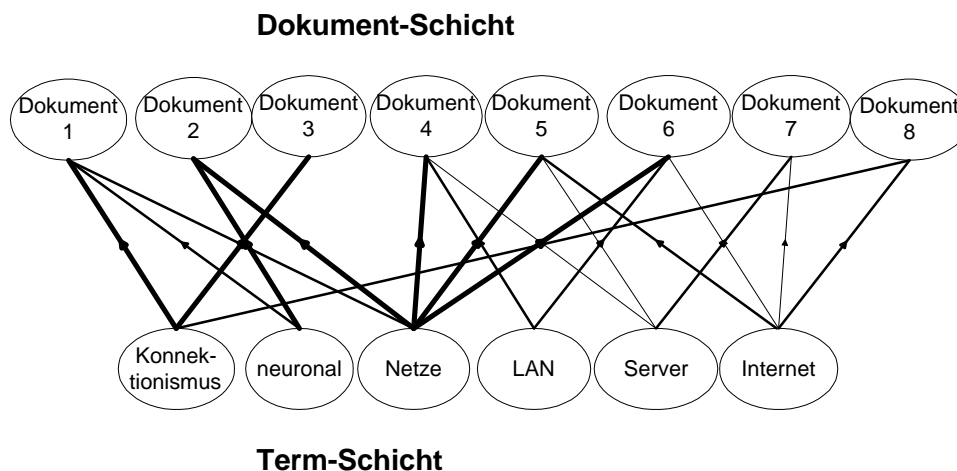 Dokument-Schicht
Dokument
1
Dokument
2
Dokument
3
Dokument
4
Dokument
5
Dokument
6
Dokument
7
Dokument
8
Konnek-
tionismus
neuronal
Netze
LAN
Server
Internet
Term-Schicht